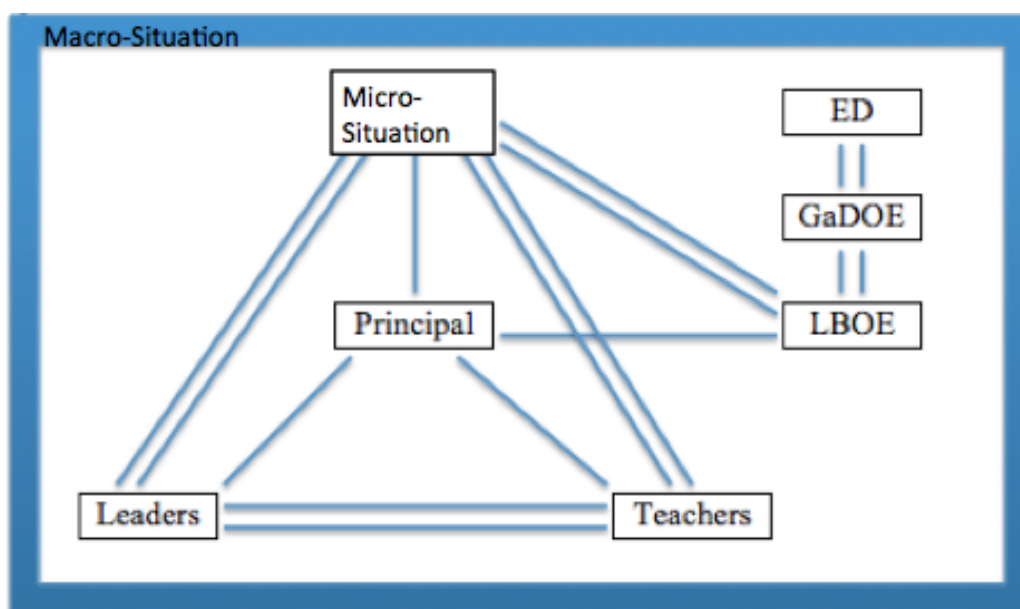 Macro-Situation
Micro-
Situation
ED
GaDOE
Principal
LBOE
Leaders
Teachers